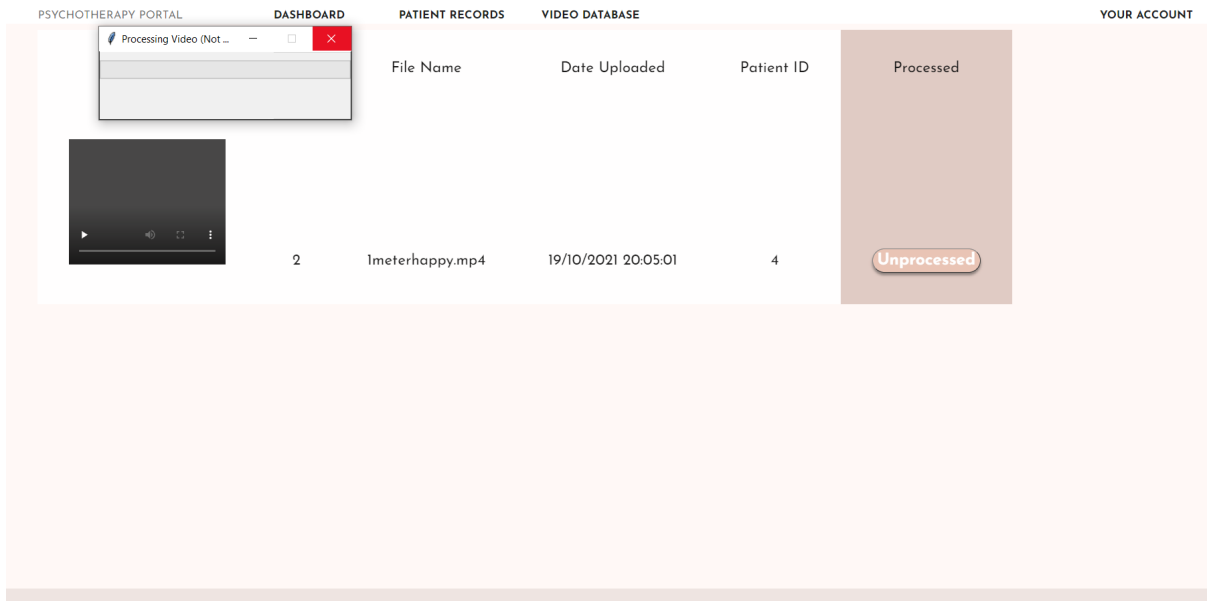 PSYCHOTHERAPY PORTAL DASHBOARD PATIENT RECORDS VIDEO DATABASE YOUR ACCOUNT
Processing Video (Not ...
File Name Date Uploaded Patient ID Processed
2 1meterhappy.mp4 19/10/2021 20:05:01 4 Unprocessed